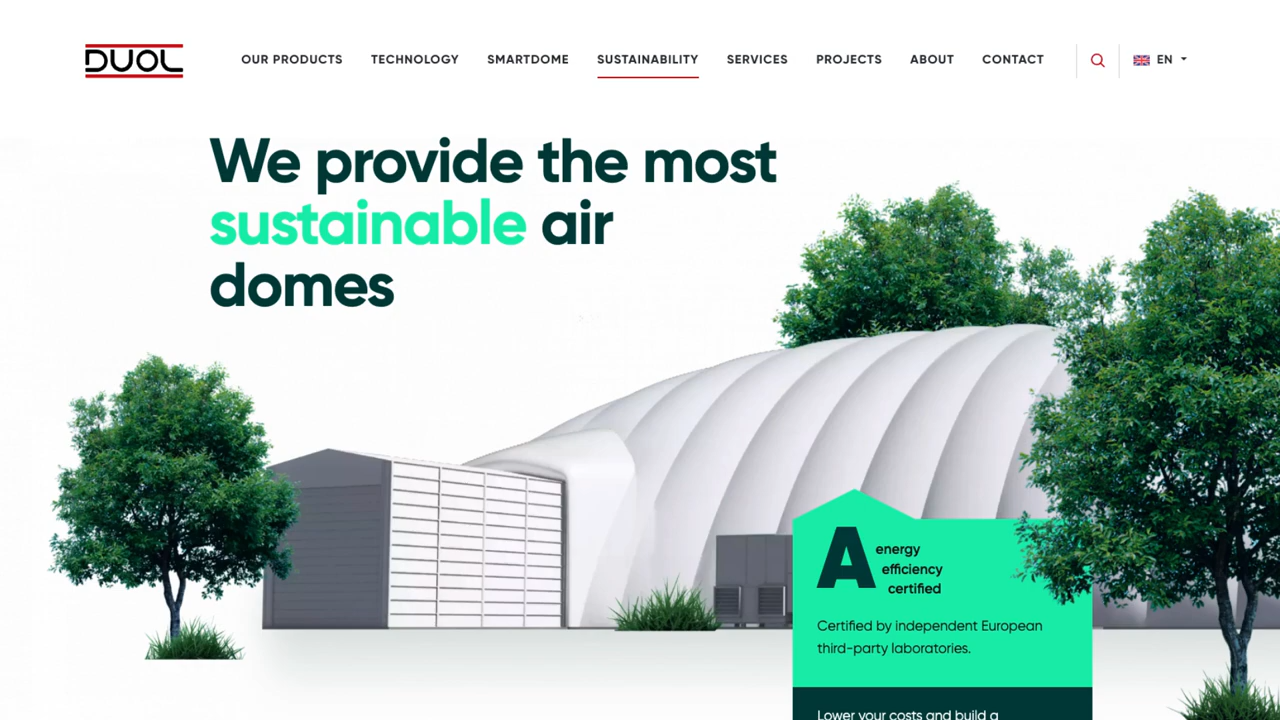 DUOL
OUR PRODUCTS TECHNOLOGY SMARTDOME SUSTAINABILITY SERVICES PROJECTS ABOUT CONTACT EN
We provide the most
sustainable air
domes
A energy
efficiency
certified
Certified by independent European
third-party laboratories.
Lower your costs and build a